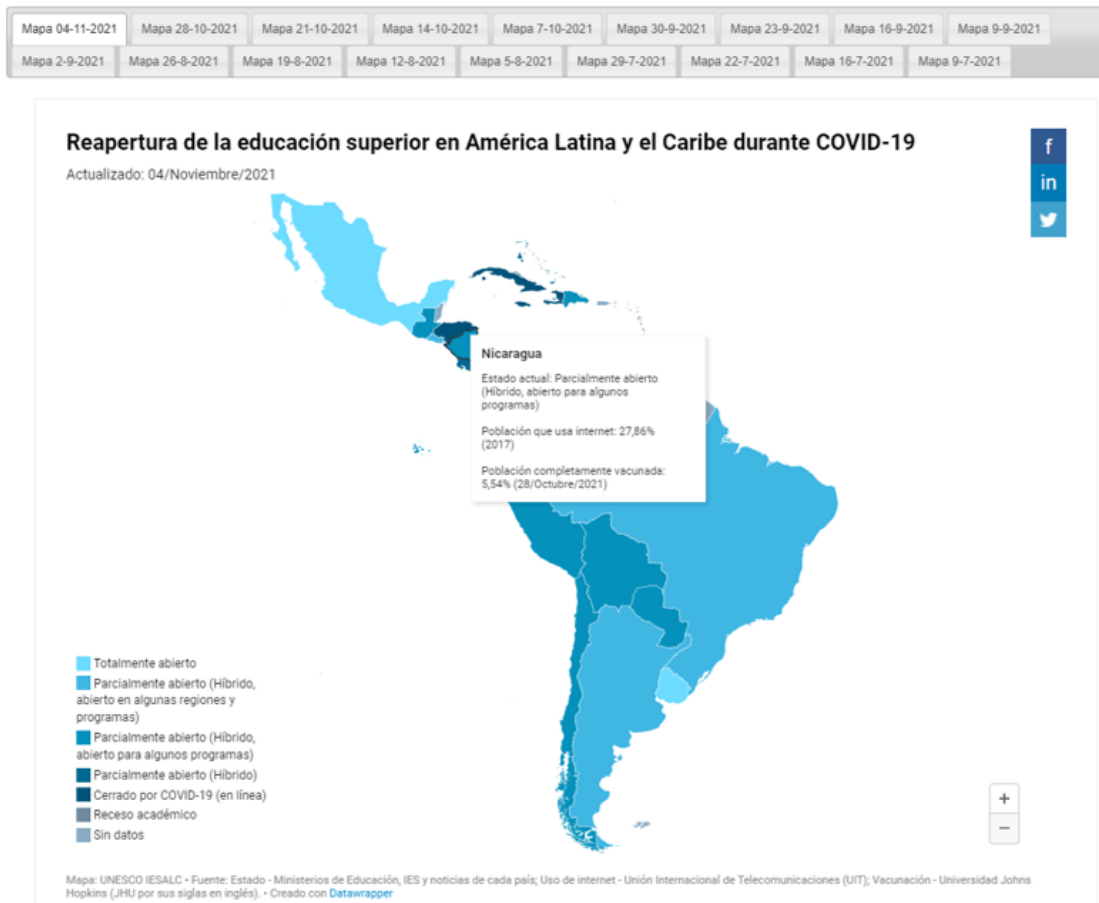 Mapa 04-11-2021 Mapa 28-10-2021 Mapa 21-10-2021 Mapa 14-10-2021 Mapa 7-10-2021 Mapa 30-9-2021 Mapa 23-9-2021 Mapa 16-9-2021 Mapa 9-9-2021
Mapa 2-9-2021 Mapa 26-8-2021 Mapa 19-8-2021 Mapa 12-8-2021 Mapa 5-8-2021 Mapa 29-7-2021 Mapa 22-7-2021 Mapa 16-7-2021 Mapa 9-7-2021
Reapertura de la educación superior en América Latina y el Caribe durante COVID-19
Actualizado: 04/Noviembre/2021
f
in
Nicaragua
Estado actual: Parcialmente abierto
(Híbrido, abierto para algunos
programas)
Población que usa internet: 27,86%
(2017)
Población completamente vacunada:
5,54% (28/Octubre/2021)
Totalmente abierto
Parcialmente abierto (Híbrido,
abierto en algunas regiones y
programas)
Parcialmente abierto (Híbrido,
abierto para algunos programas)
Parcialmente abierto (Híbrido)
Cerrado por COVID-19 (en línea)
Receso académico
Sin datos
+
−
Mapa: UNESCO IESALC • Fuente: Estado - Ministerios de Educación, IES y noticias de cada país; Uso de internet - Unión Internacional de Telecomunicaciones (UIT); Vacunación - Universidad Johns
Hopkins (JHU por sus siglas en inglés). • Creado con Datawrapper